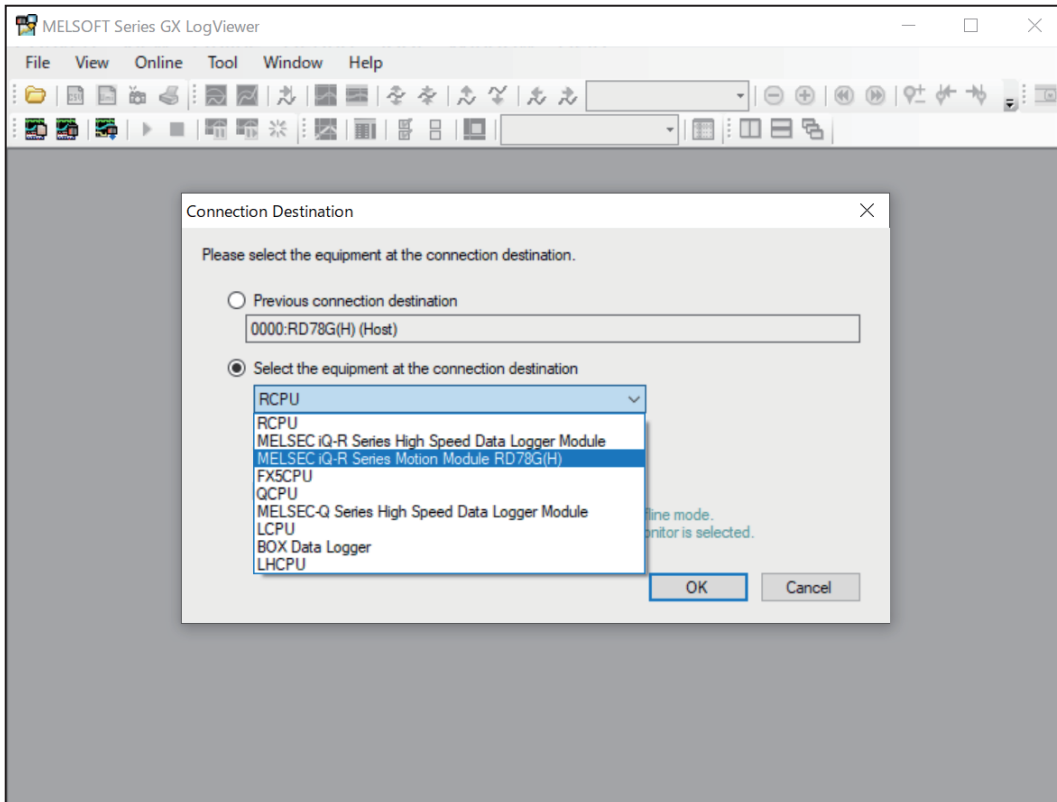 MELSOFT Series GX LogViewer
File View Online Tool Window Help
Connection Destination
Please select the equipment at the connection destination.
Previous connection destination
0000:RD78G(H) (Host)
Select the equipment at the connection destination
RCPU
RCPU
MELSEC iQ-R Series High Speed Data Logger Module
MELSEC iQ-R Series Motion Module RD78G(H)
FX5CPU
QCPU
MELSEC-Q Series High Speed Data Logger Module
mode.
LCPU
is selected.
BOX Data Logger
LHCPU
OK Cancel